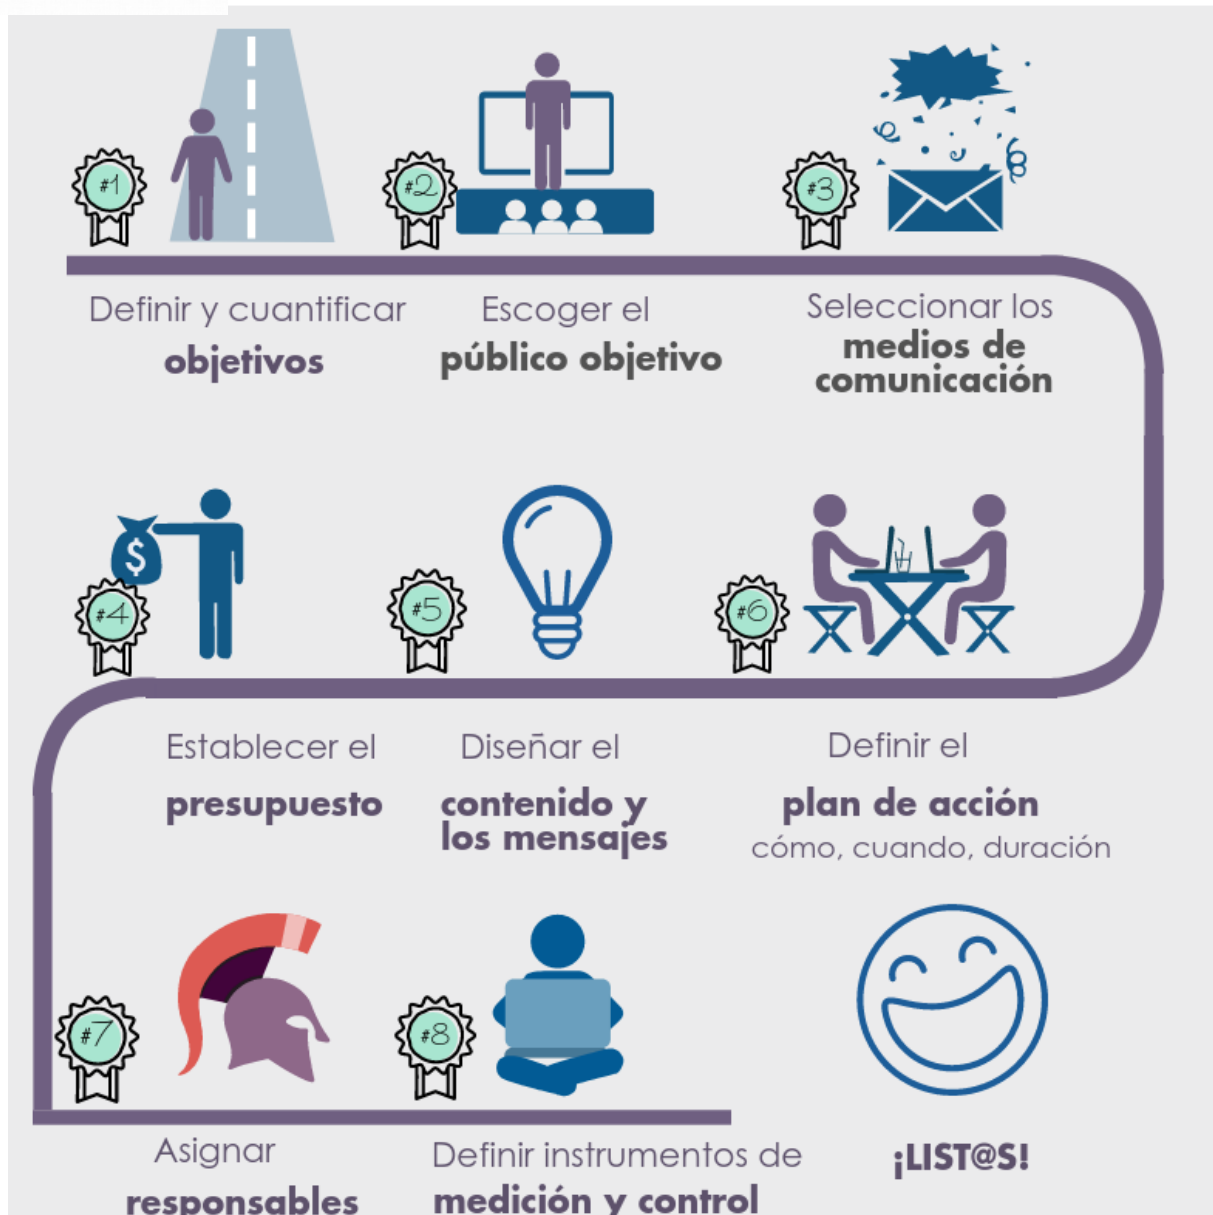 #1
Definir y cuantificar
objetivos
#2
Escoger el
público objetivo
#3
Seleccionar los
medios de
comunicación
$
#4
Establecer el
presupuesto
#5
Diseñar el
contenido y
los mensajes
#6
Definir el
plan de acción
cómo, cuando, duración
#7
Asignar
responsables
#8
Definir instrumentos de
medición y control
¡LIST@S!